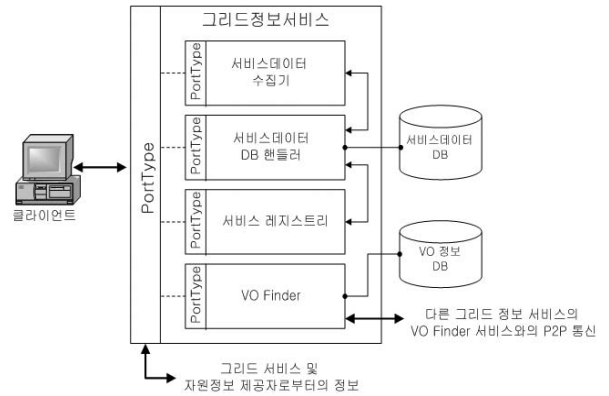 그리드정보서비스
PortType
PortType
서비스데이터
수집기
PortType
서비스데이터
DB 핸들러
서비스데이터
DB
클라이언트
PortType
서비스 레지스트리
PortType
VO Finder
VO 정보
DB
다른 그리드 정보 서비스의
VO Finder 서비스와의 P2P 통신
그리드 서비스 및
자원정보 제공자로부터의 정보